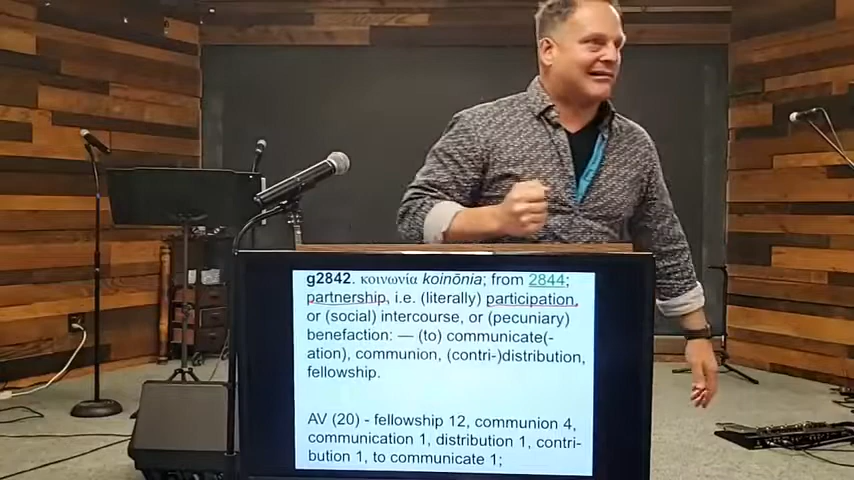 g2842. κοινωνία koinōnia; from 2844;
partnership, i.e. (literally) participation,
or (social) intercourse, or (pecuniary)
benefaction: — (to) communicate(-
ation), communion, (contri-)distribution,
fellowship.
AV (20) - fellowship 12, communion 4,
communication 1, distribution 1, contri-
bution 1, to communicate 1;